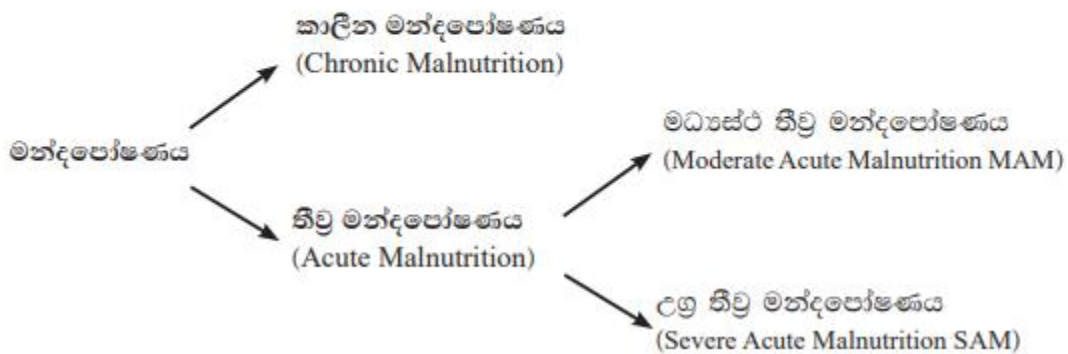 මන්දපෝෂණය
කාලීන මන්දපෝෂණය
(Chronic Malnutrition)
තීව්‍ර මන්දපෝෂණය
(Acute Malnutrition)
මධ්‍යස්ථ තීව්‍ර මන්දපෝෂණය
(Moderate Acute Malnutrition MAM)
උග්‍ර තීව්‍ර මන්දපෝෂණය
(Severe Acute Malnutrition SAM)